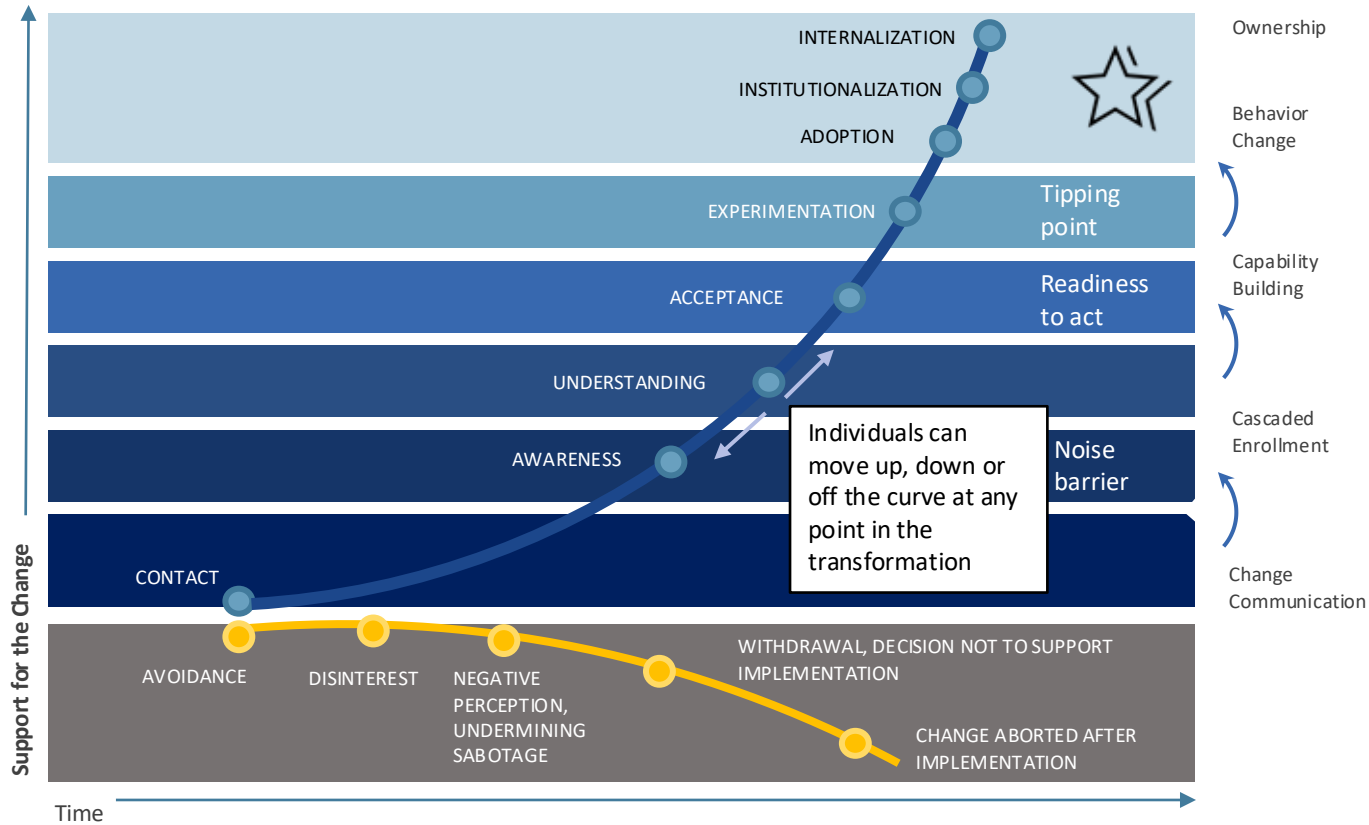 INTERNALIZATION
Ownership
INSTITUTIONALIZATION
Behavior
Change
ADOPTION
EXPERIMENTATION
Tipping
point
Capability
Building
ACCEPTANCE
Readiness
to act
UNDERSTANDING
Individuals can
move up, down or
off the curve at any
point in the
transformation
Cascaded
Enrollment
AWARENESS
Noise
barrier
CONTACT
Change
Communication
Support for the Change
AVOIDANCE
DISINTEREST
NEGATIVE
PERCEPTION,
UNDERMINING
SABOTAGE
WITHDRAWAL, DECISION NOT TO SUPPORT
IMPLEMENTATION
CHANGE ABORTED AFTER
IMPLEMENTATION
Time